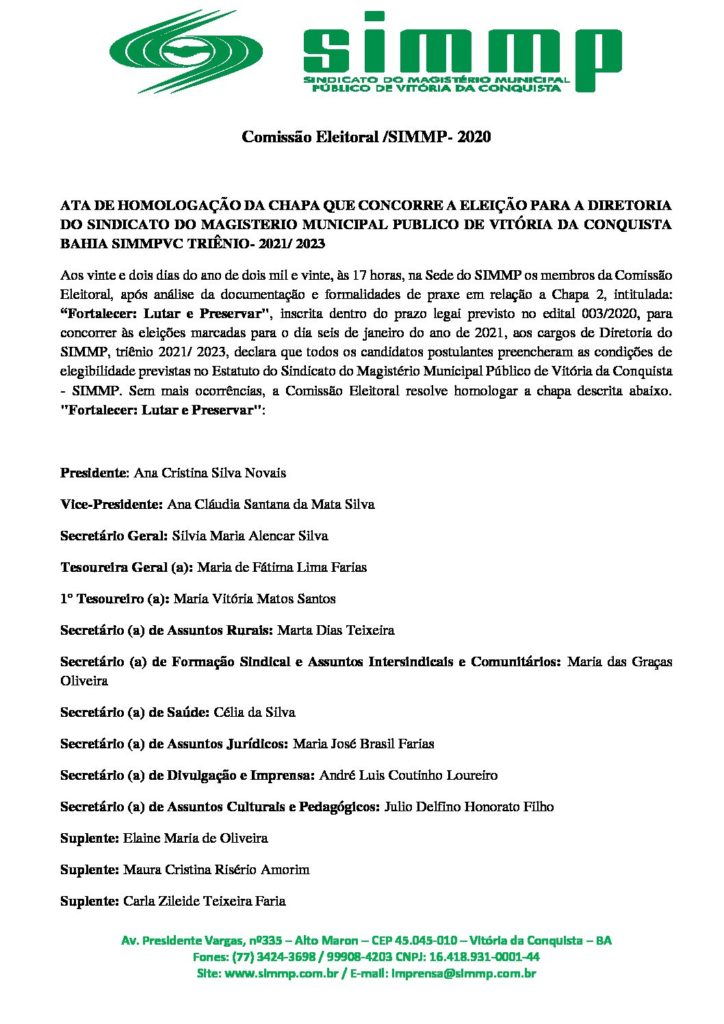 simmp
SINDICATO DO MAGISTÉRIO MUNICIPAL
PÚBLICO DE VITÓRIA DA CONQUISTA
Comissão Eleitoral /SIMMP- 2020
ATA DE HOMOLOGAÇÃO DA CHAPA QUE CONCORRE A ELEIÇÃO PARA A DIRETORIA
DO SINDICATO DO MAGISTERIO MUNICIPAL PUBLICO DE VITÓRIA DA CONQUISTA
BAHIA SIMMPVC TRIÊNIO- 2021/ 2023
Aos vinte e dois dias do ano de dois mil e vinte, às 17 horas, na Sede do SIMMP os membros da Comissão
Eleitoral, após análise da documentação e formalidades de praxe em relação a Chapa 2, intitulada:
“Fortalecer: Lutar e Preservar", inscrita dentro do prazo legal previsto no edital 003/2020, para
concorrer às eleições marcadas para o dia seis de janeiro do ano de 2021, aos cargos de Diretoria do
SIMMP, triênio 2021/ 2023, declara que todos os candidatos postulantes preencheram as condições de
elegibilidade previstas no Estatuto do Sindicato do Magistério Municipal Público de Vitória da Conquista
- SIMMP. Sem mais ocorrências, a Comissão Eleitoral resolve homologar a chapa descrita abaixo.
"Fortalecer: Lutar e Preservar":
Presidente: Ana Cristina Silva Novais
Vice-Presidente: Ana Cláudia Santana da Mata Silva
Secretário Geral: Sílvia Maria Alencar Silva
Tesoureira Geral (a): Maria de Fátima Lima Farias
1º Tesoureiro (a): Maria Vitória Matos Santos
Secretário (a) de Assuntos Rurais: Marta Dias Teixeira
Secretário (a) de Formação Sindical e Assuntos Intersindicais e Comunitários: Maria das Graças
Oliveira
Secretário (a) de Saúde: Célia da Silva
Secretário (a) de Assuntos Jurídicos: Maria José Brasil Farias
Secretário (a) de Divulgação e Imprensa: André Luis Coutinho Loureiro
Secretário (a) de Assuntos Culturais e Pedagógicos: Julio Delfino Honorato Filho
Suplente: Elaine Maria de Oliveira
Suplente: Maura Cristina Risério Amorim
Suplente: Carla Zileide Teixeira Faria
Av. Presidente Vargas, nº335 – Alto Maron – CEP 45.045-010 – Vitória da Conquista – BA
Fones: (77) 3424-3698 / 99908-4203 CNPJ: 16.418.931-0001-44
Site: www.simmp.com.br / E-mail: imprensa@simmp.com.br